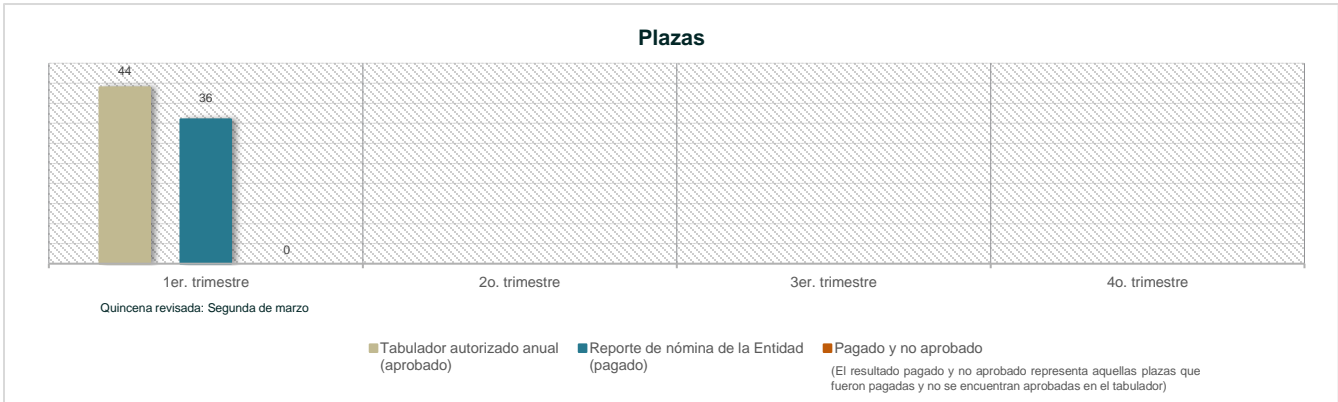 Plazas
44
36
0
1er. trimestre
2o. trimestre
3er. trimestre
4o. trimestre
Quincena revisada: Segunda de marzo
Tabulador autorizado anual
(aprobado)
Reporte de nómina de la Entidad
(pagado)
Pagado y no aprobado
(El resultado pagado y no aprobado representa aquellas plazas que
fueron pagadas y no se encuentran aprobadas en el tabulador)